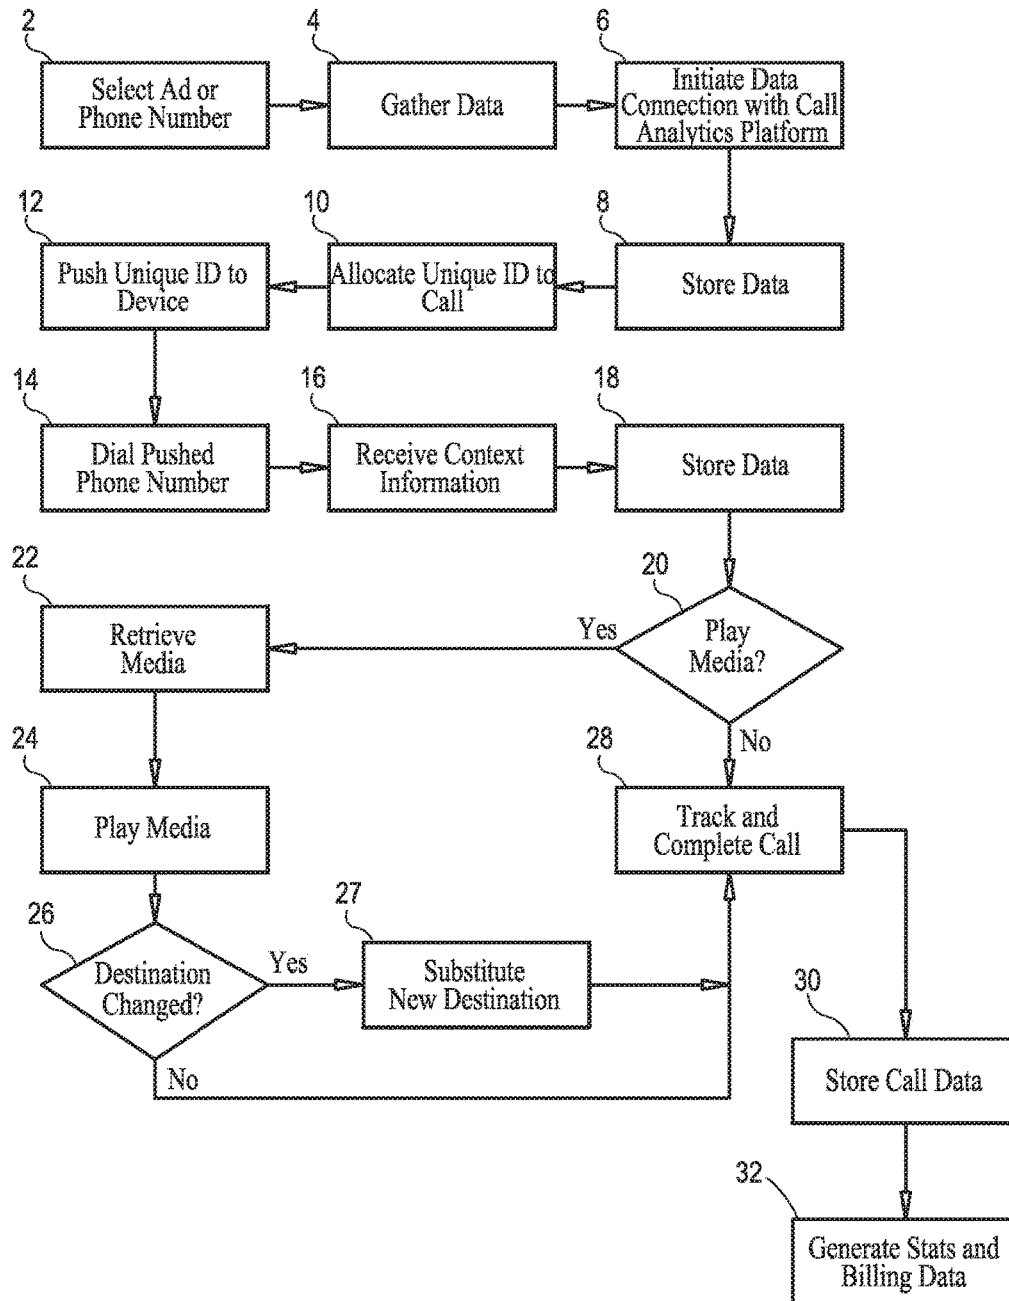 2
4
6
Select Ad or
Phone Number
Gather Data
Initiate Data
Connection with Call
Analytics Platform
12
10
8
Push Unique ID to
Device
Allocate Unique ID to
Call
Store Data
14
16
18
Dial Pushed
Phone Number
Receive Context
Information
Store Data
22
20
Retrieve
Media
Yes
Play
Media?
No
24
28
Play Media
Track and
Complete Call
26
27
Destination
Changed?
Yes
Substitute
New Destination
No
30
Store Call Data
32
Generate Stats and
Billing Data